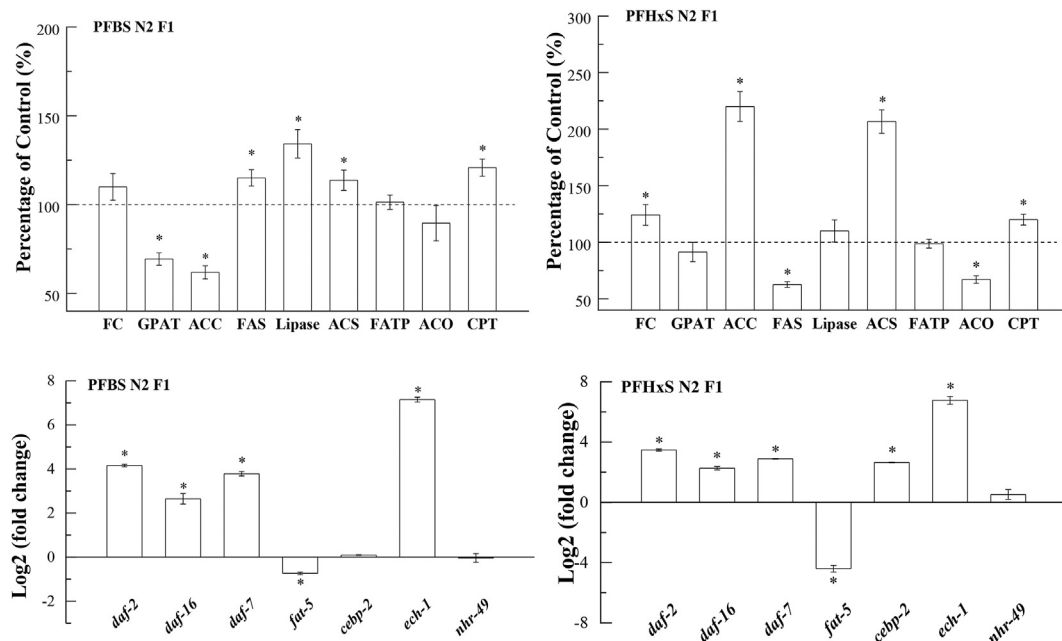 PFBS N2 F1
Percentage of Control (%)
200
150
100
50
FC GPAT ACC FAS Lipase ACS FATP ACO CPT
* * * * * *
PFHxS N2 F1
Percentage of Control (%)
300
250
200
150
100
50
FC GPAT ACC FAS Lipase ACS FATP ACO CPT
* * * * * *
PFBS N2 F1
Log2 (fold change)
8
6
4
2
0
-2
daf-2 daf-16 daf-7 fat-5 cebp-2 ech-1 nhr-49
* * * * *
PFHxS N2 F1
Log2 (fold change)
8
4
0
-4
-8
daf-2 daf-16 daf-7 fat-5 cebp-2 ech-1 nhr-49
* * * * * *